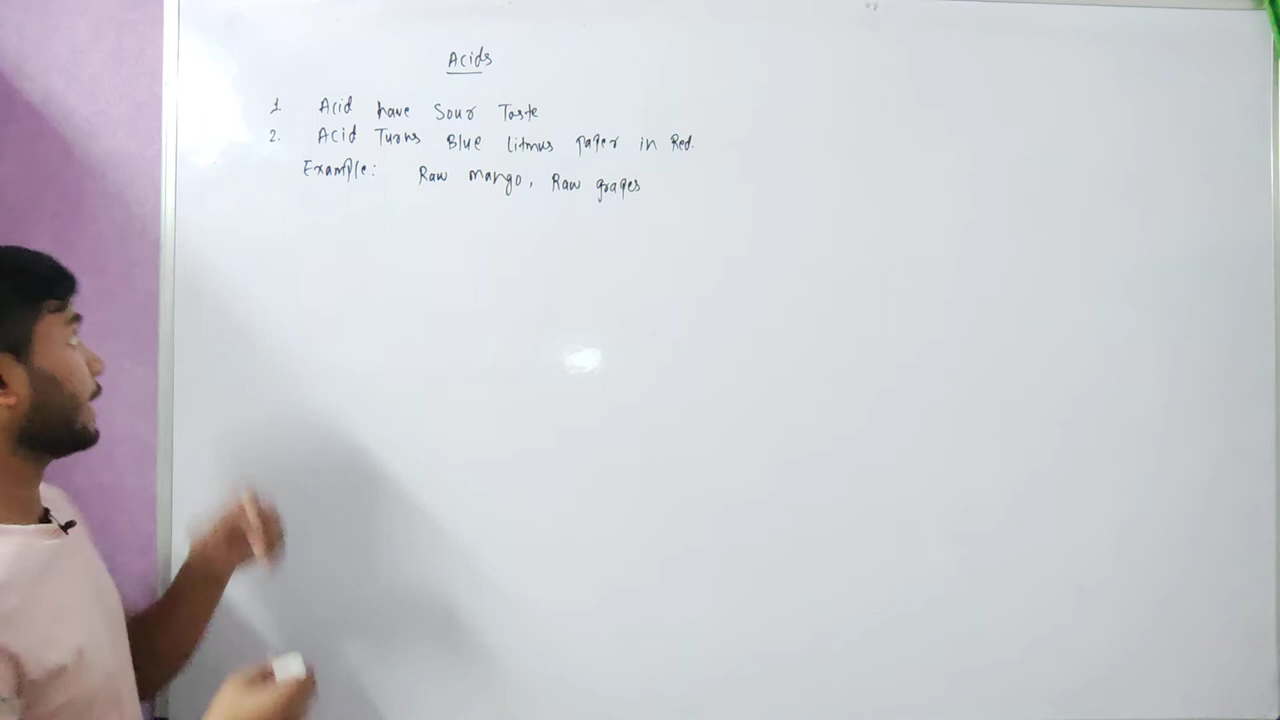 Acids
1. Acid have Sour Taste
2. Acid Turns Blue Litmus paper in Red.
Example: Raw mango, Raw grapes